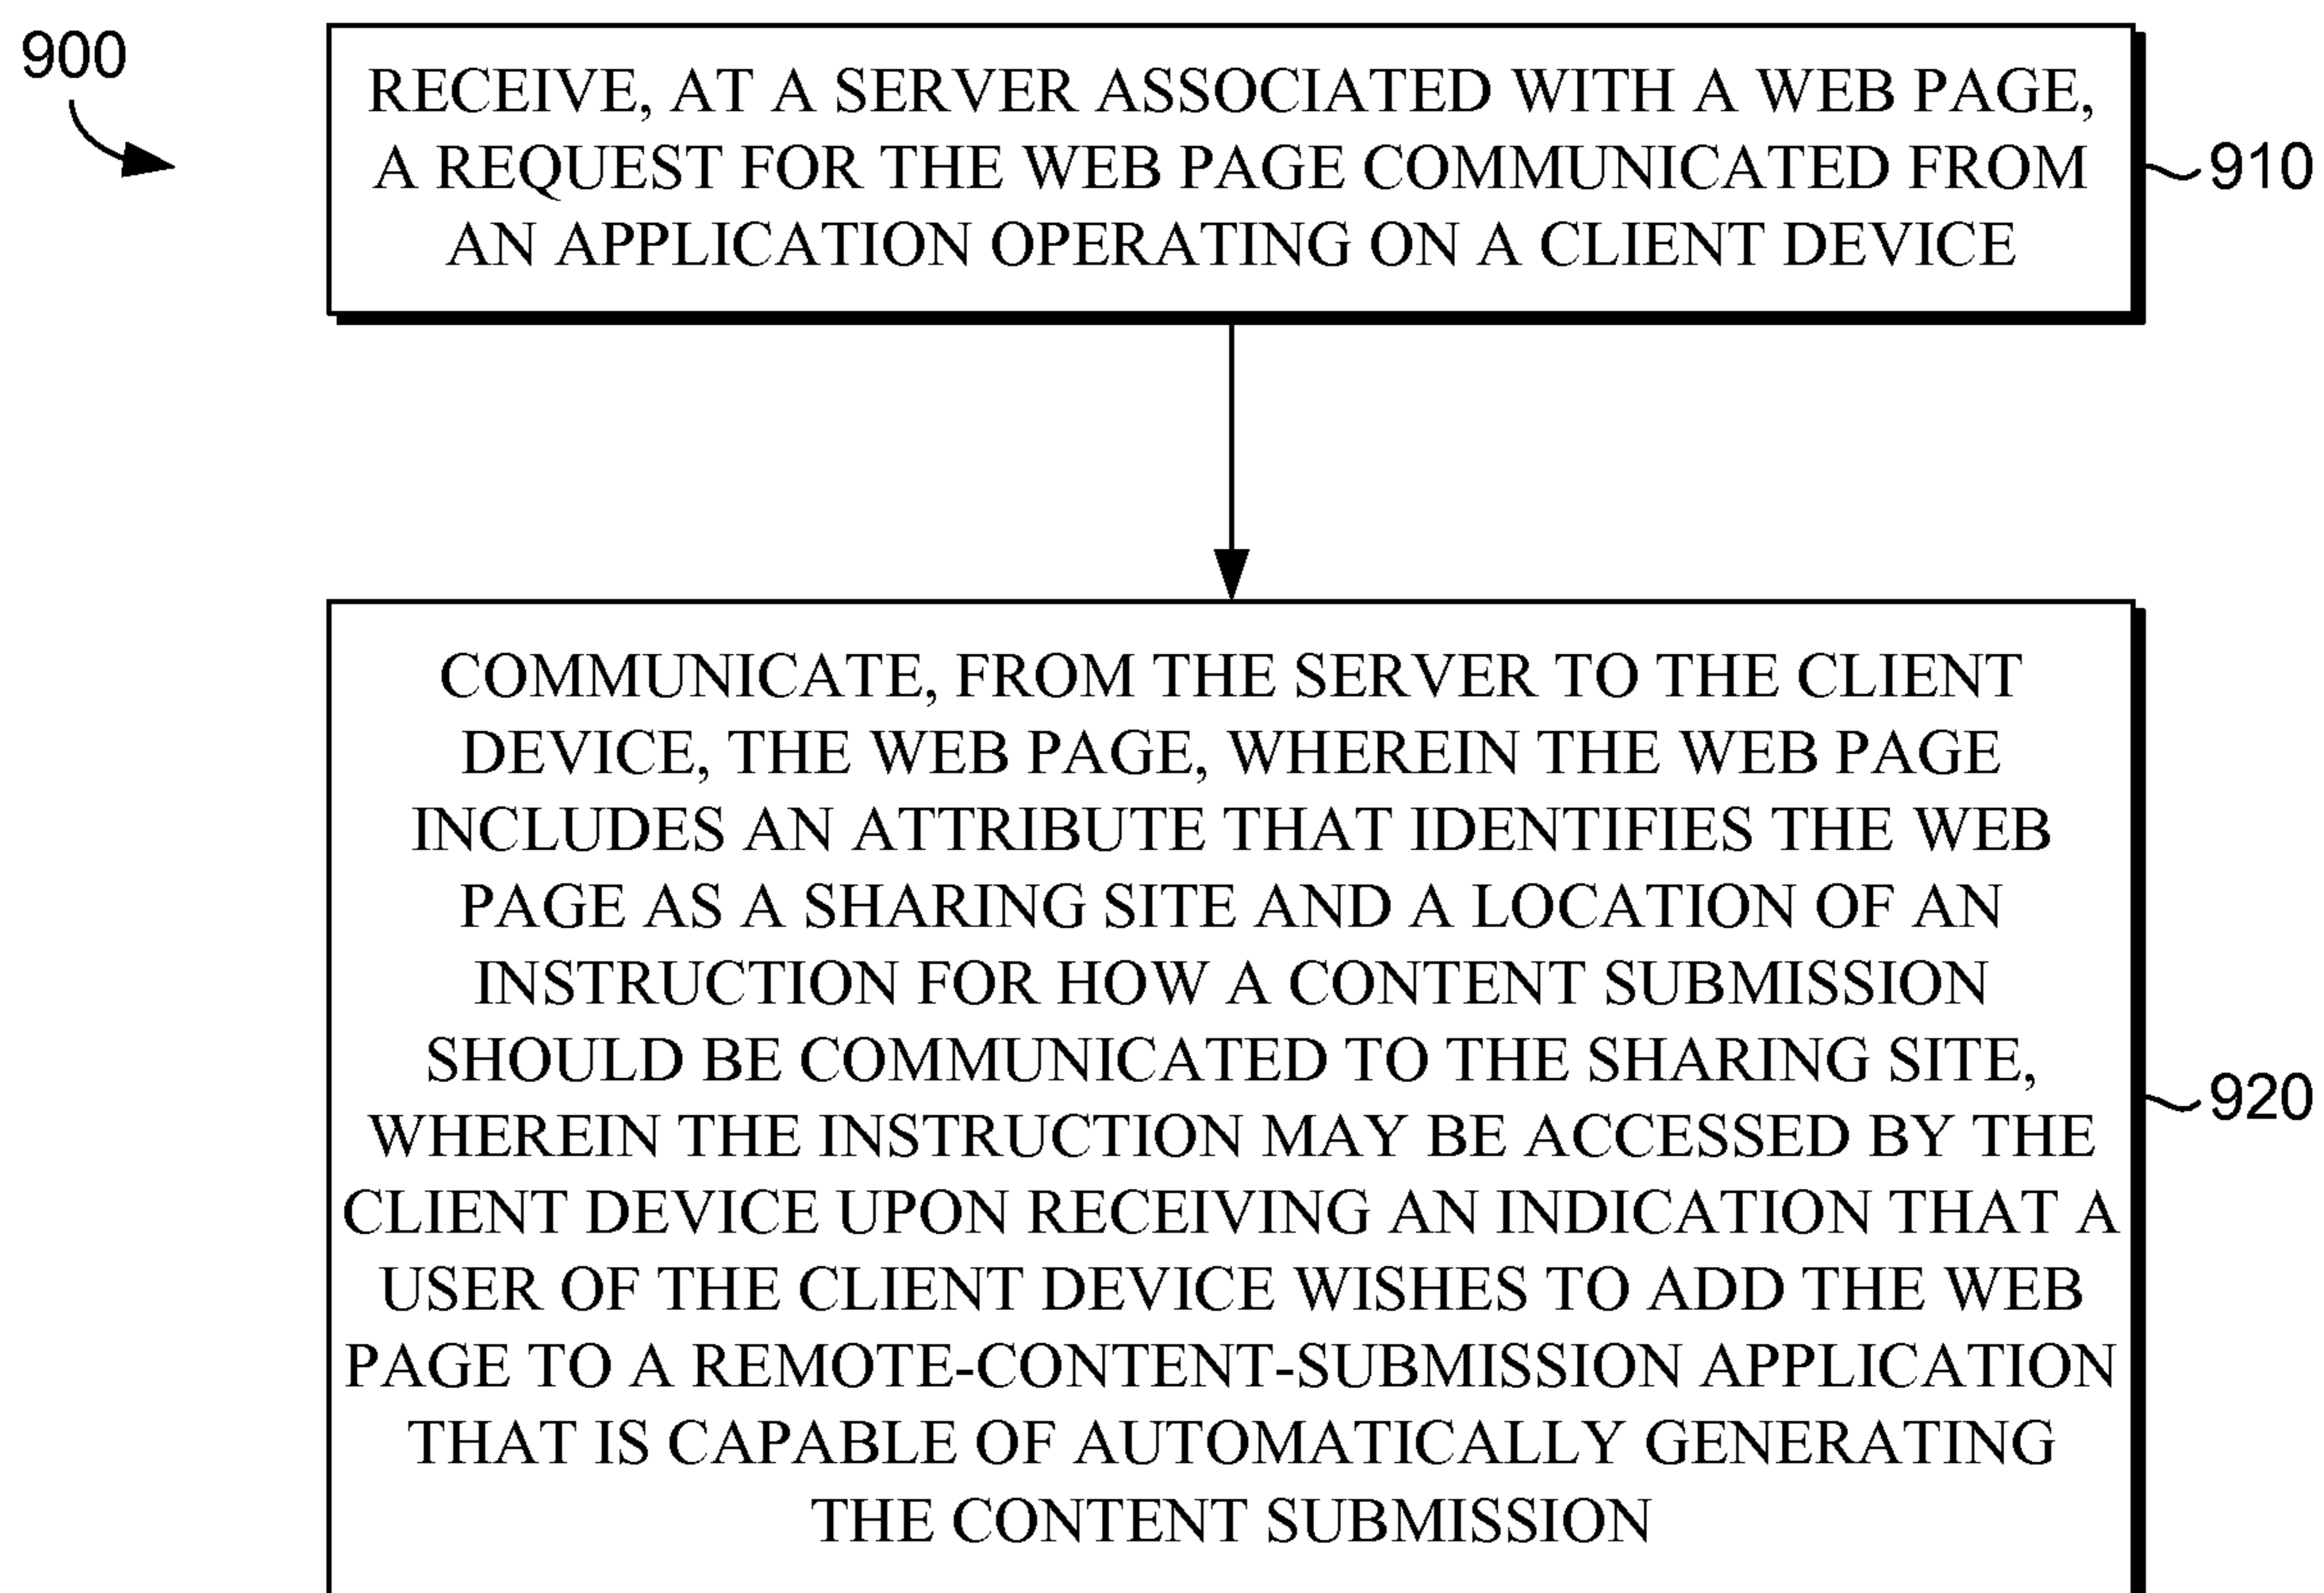 900
RECEIVE, AT A SERVER ASSOCIATED WITH A WEB PAGE,
A REQUEST FOR THE WEB PAGE COMMUNICATED FROM
AN APPLICATION OPERATING ON A CLIENT DEVICE
910
COMMUNICATE, FROM THE SERVER TO THE CLIENT
DEVICE, THE WEB PAGE, WHEREIN THE WEB PAGE
INCLUDES AN ATTRIBUTE THAT IDENTIFIES THE WEB
PAGE AS A SHARING SITE AND A LOCATION OF AN
INSTRUCTION FOR HOW A CONTENT SUBMISSION
SHOULD BE COMMUNICATED TO THE SHARING SITE,
WHEREIN THE INSTRUCTION MAY BE ACCESSED BY THE
CLIENT DEVICE UPON RECEIVING AN INDICATION THAT A
USER OF THE CLIENT DEVICE WISHES TO ADD THE WEB
PAGE TO A REMOTE-CONTENT-SUBMISSION APPLICATION
THAT IS CAPABLE OF AUTOMATICALLY GENERATING
THE CONTENT SUBMISSION
920